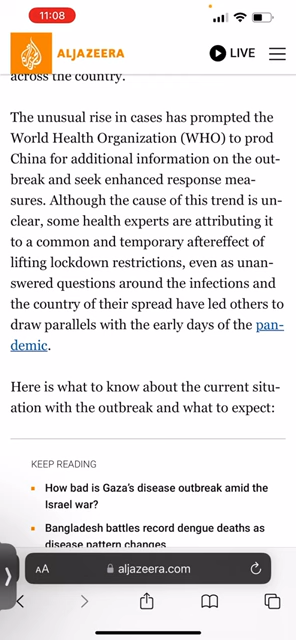 11:08
ALJAZEERA
LIVE
across the country.
The unusual rise in cases has prompted the
World Health Organization (WHO) to prod
China for additional information on the out-
break and seek enhanced response mea-
sures. Although the cause of this trend is un-
clear, some health experts are attributing it
to a common and temporary aftereffect of
lifting lockdown restrictions, even as unan-
swered questions around the infections and
the country of their spread have led others to
draw parallels with the early days of the pan-
demic.
Here is what to know about the current situ-
ation with the outbreak and what to expect:
KEEP READING
How bad is Gaza's disease outbreak amid the
Israel war?
Bangladesh battles record dengue deaths as
disease pattern changes
AA
aljazeera.com